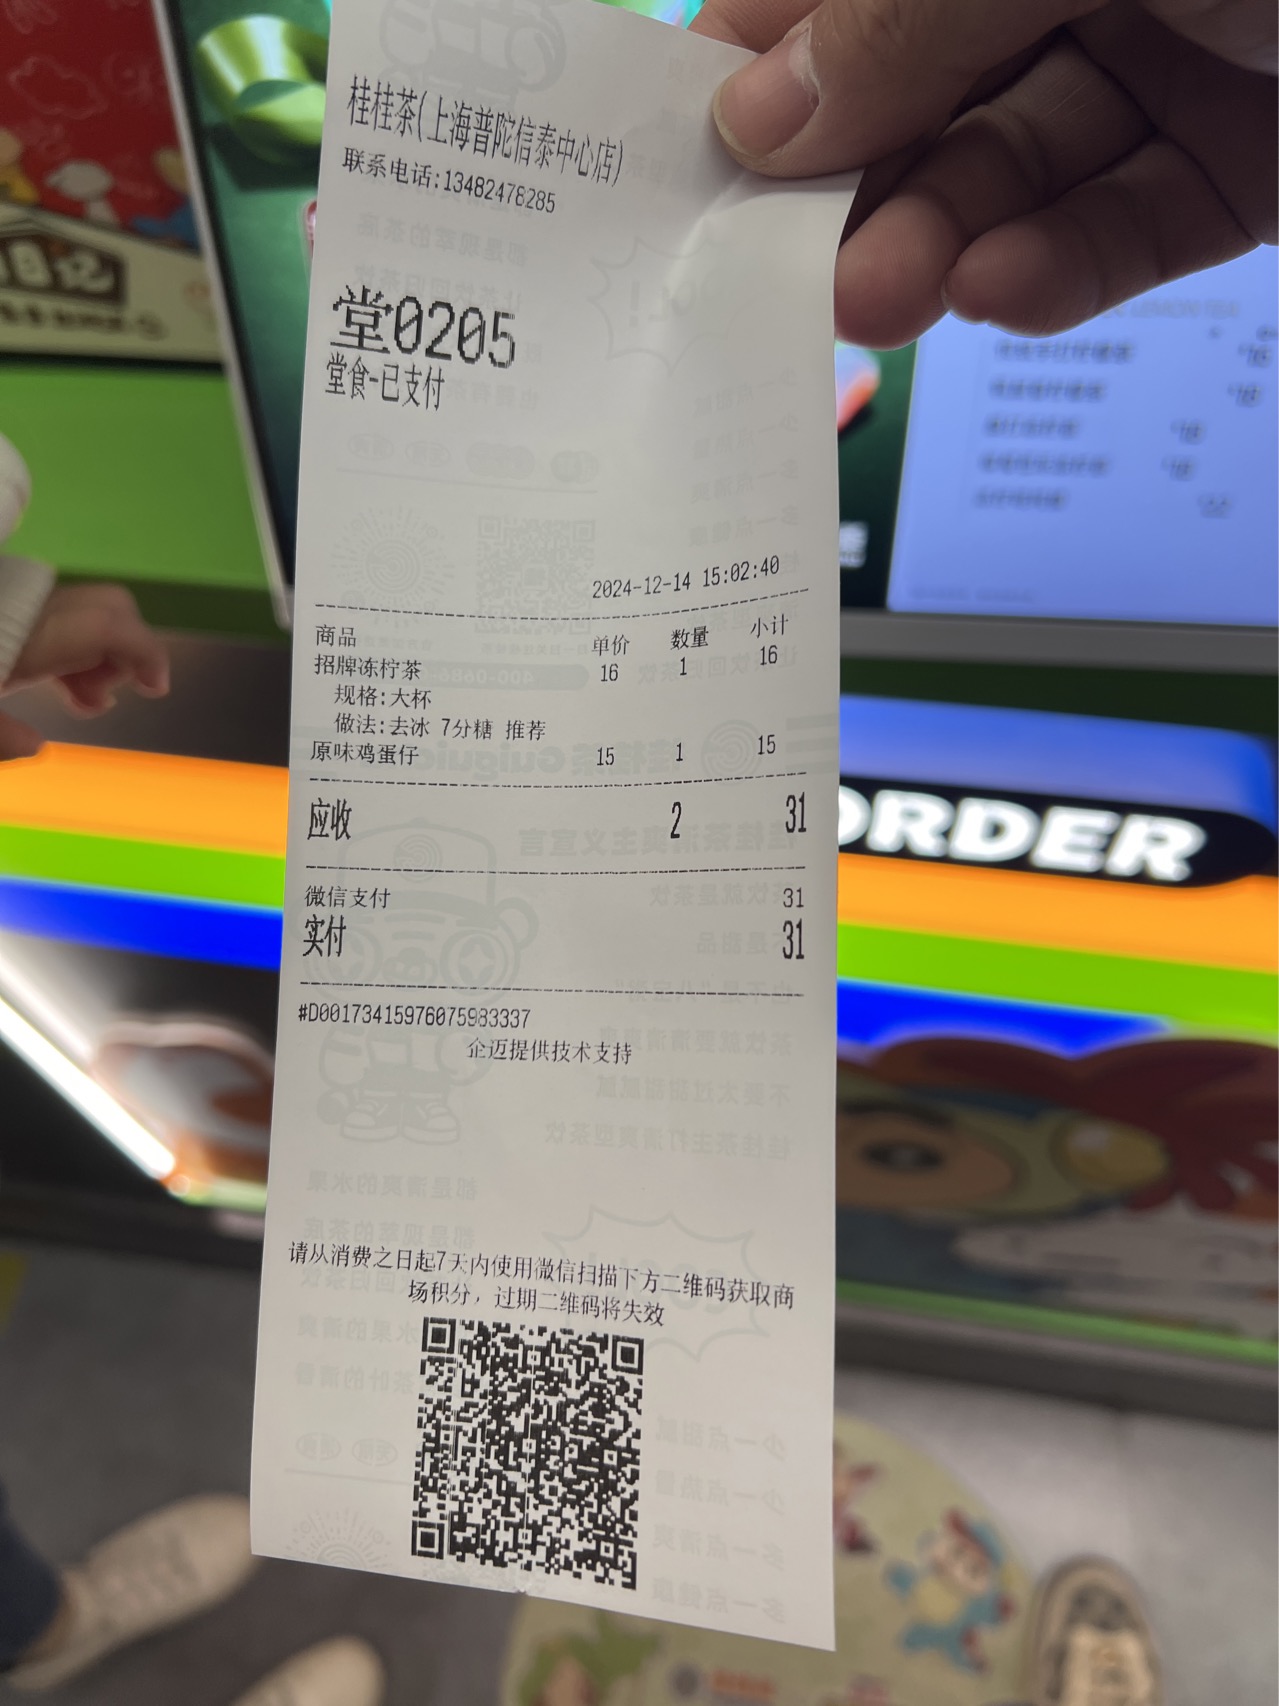 桂桂茶(上海普陀信泰中心店)
联系电话:13482476285
堂0205
堂食-已支付
2024-12-14 15:02:40
商品 单价 数量 小计
招牌冻柠茶 16 1 16
规格:大杯
做法:去冰 7分糖 推荐
原味鸡蛋仔 15 1 15
应收 2 31
微信支付 31
实付 31
#D001734159760759833​37
企迈提供技术支持
请从消费之日起7天内使用微信扫描下方二维码获取商
场积分，过期二维码将失效
ORDER